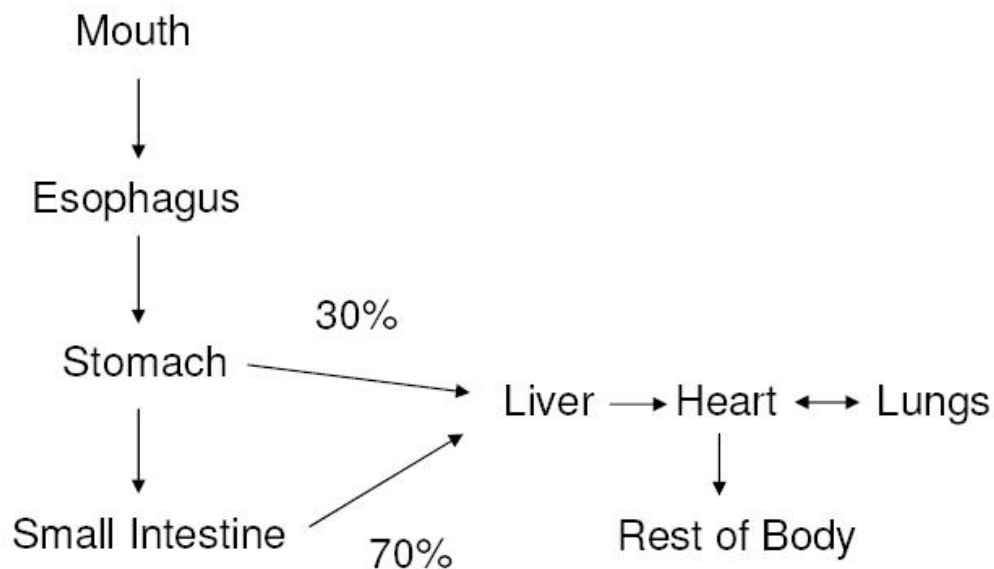 Mouth
Esophagus
30%
Stomach
Liver
Heart
Lungs
Small Intestine
70%
Rest of Body